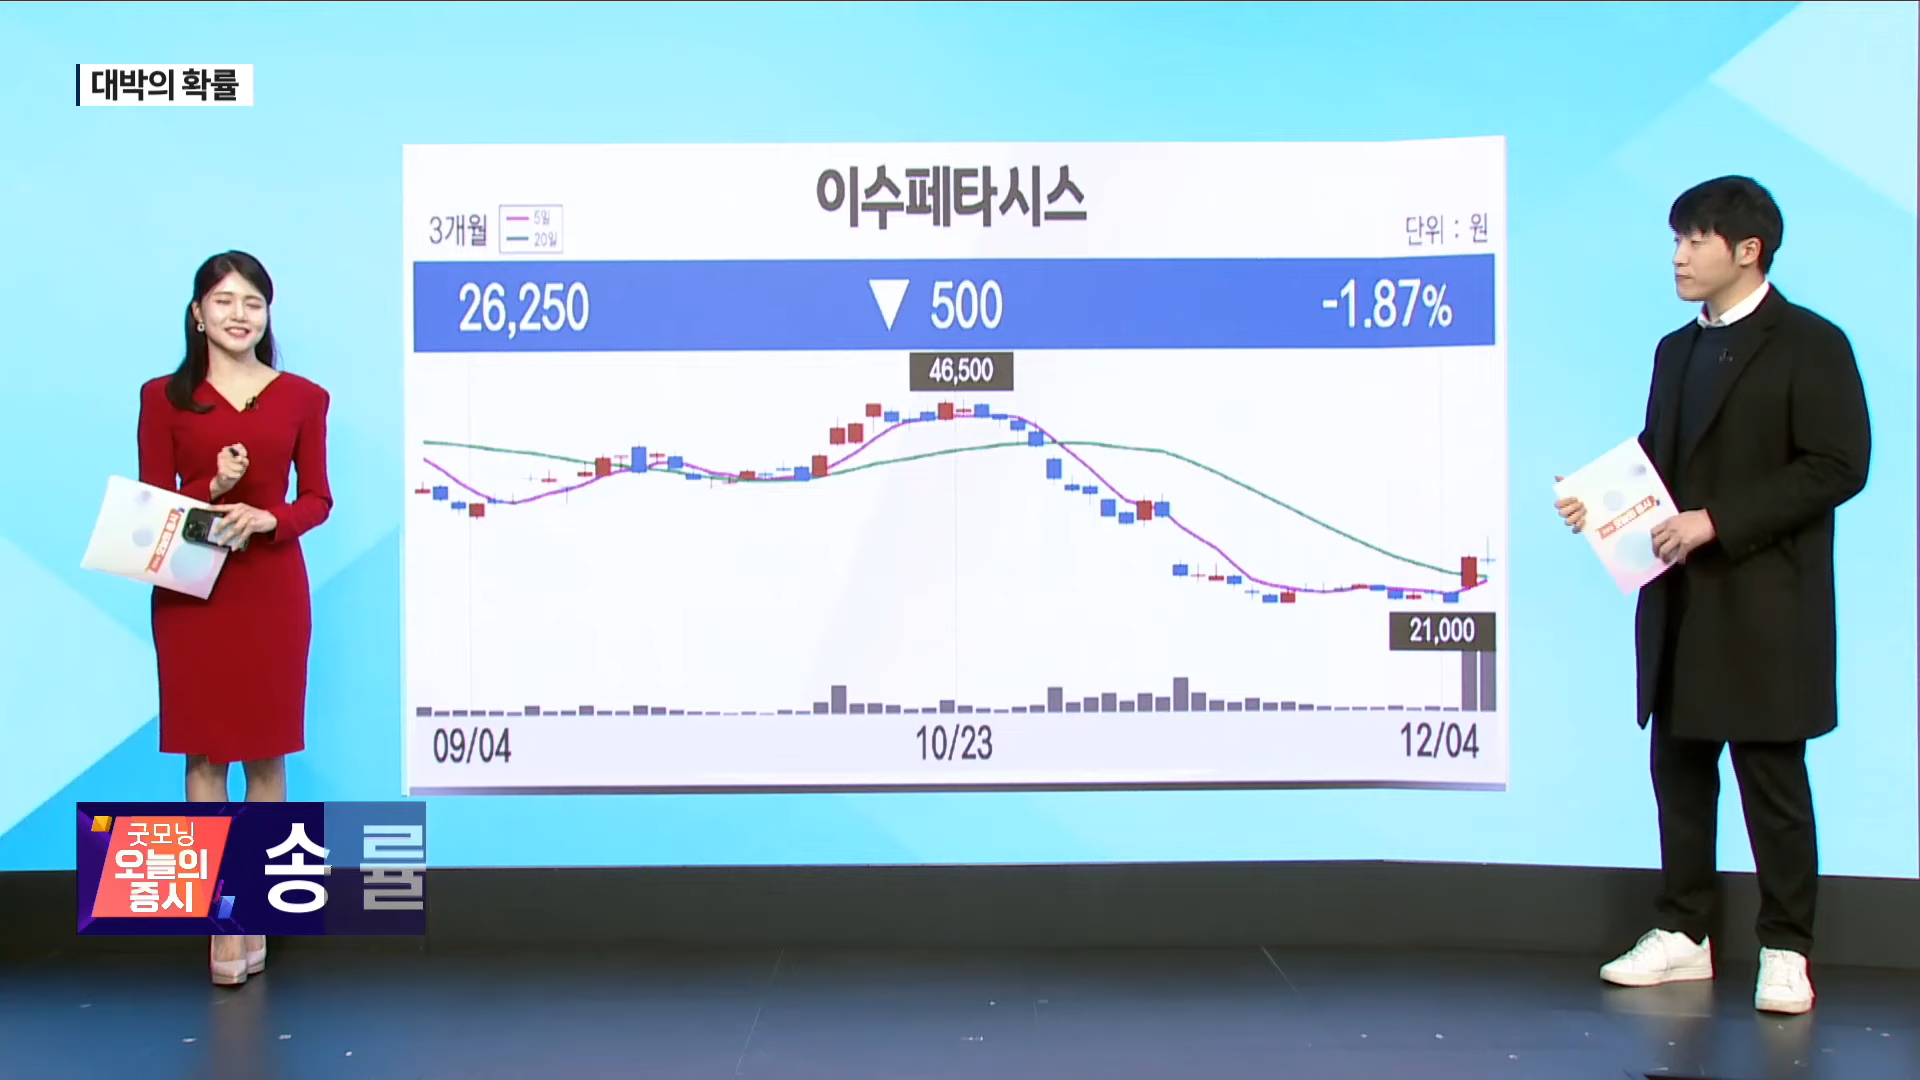 대박의 확률
이수페타시스
3개월
5일
20일
단위 : 원
26,250
▼ 500
-1.87%
46,500
21,000
09/04
10/23
12/04
굿모닝
오늘의
증시
송 률